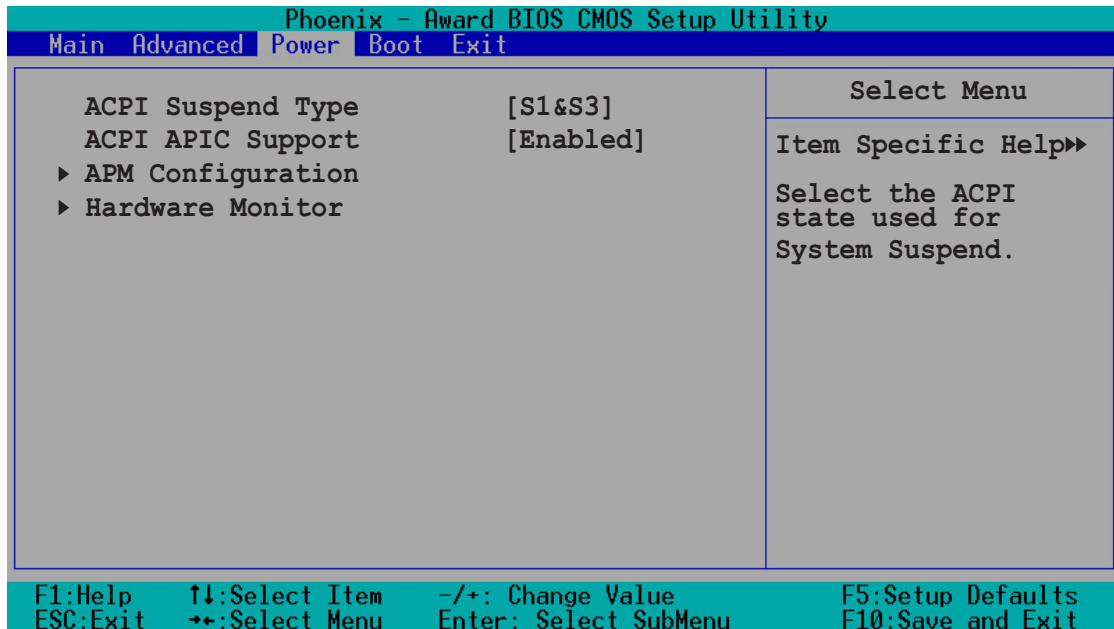 Phoenix - Award BIOS CMOS Setup Utility
Main Advanced Power Boot Exit
ACPI Suspend Type [S1&S3]
ACPI APIC Support [Enabled]
▶ APM Configuration
▶ Hardware Monitor
Select Menu
Item Specific Help▶▶
Select the ACPI
state used for
System Suspend.
F1:Help ↑↓:Select Item -/+: Change Value F5:Setup Defaults
ESC:Exit →←:Select Menu Enter: Select SubMenu F10:Save and Exit